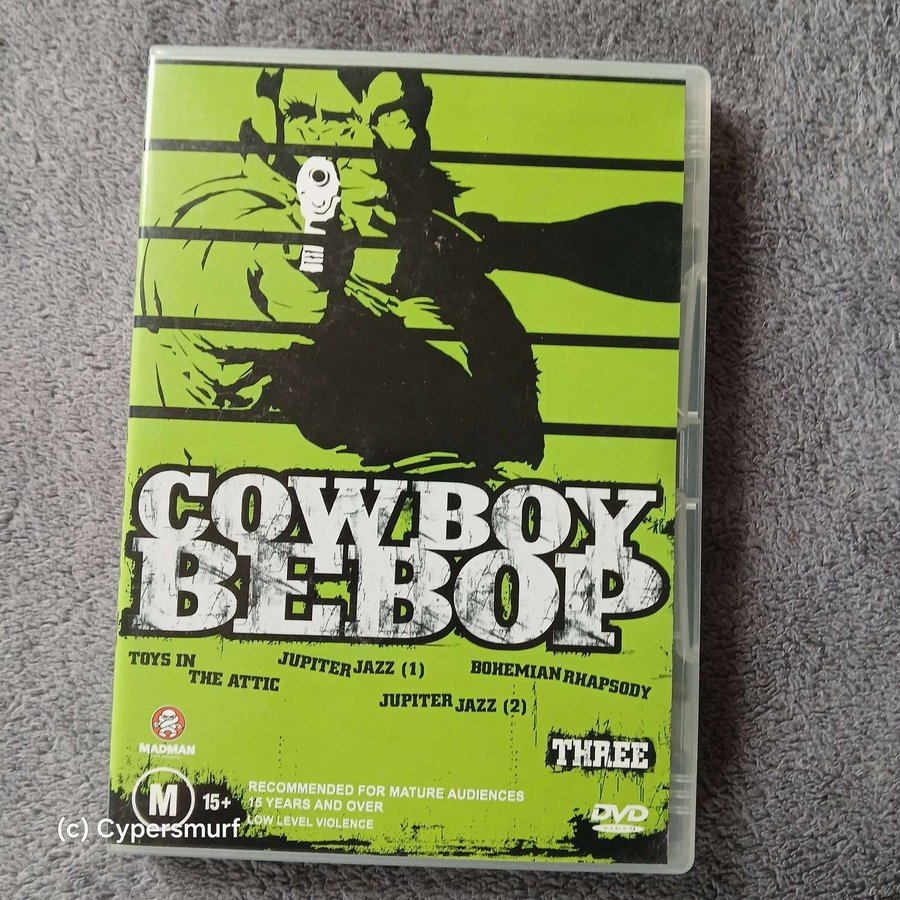 COWBOY
BEBOP
TOYS IN
THE ATTIC
JUPITER JAZZ (1)
JUPITER JAZZ (2)
BOHEMIAN RHAPSODY
THREE
MADMAN
M 15+
RECOMMENDED FOR MATURE AUDIENCES
15 YEARS AND OVER
LOW LEVEL VIOLENCE
DVD
VIDEO
(c) Cypersmurf